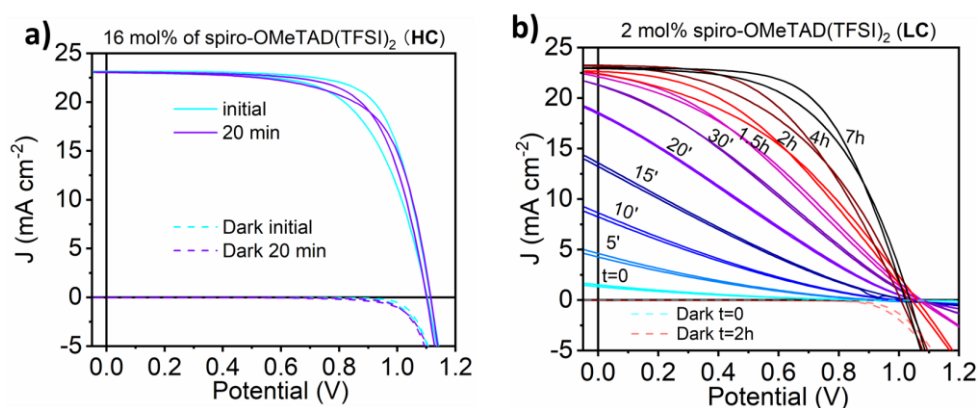 a)
16 mol% of spiro-OMeTAD(TFSI)₂ (HC)
25
20
15
10
5
0
-5
J (mA cm⁻²)
initial
20 min
Dark initial
Dark 20 min
0.0 0.2 0.4 0.6 0.8 1.0 1.2
Potential (V)
b)
2 mol% spiro-OMeTAD(TFSI)₂ (LC)
25
20
15
10
5
0
-5
J (mA cm⁻²)
7h
4h
2h
1.5h
30'
20'
15'
10'
5'
t=0
Dark t=0
Dark t=2h
0.0 0.2 0.4 0.6 0.8 1.0 1.2
Potential (V)